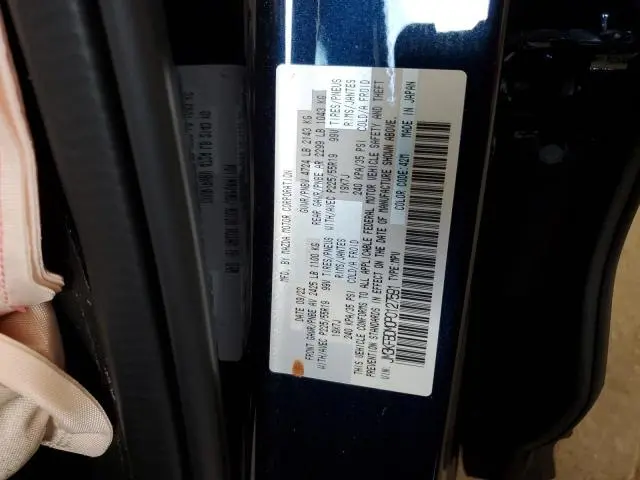 MFD. BY MAZDA MOTOR CORPORATION
DATE 09/22 GVWR/PNBV 4724 LB 2143 KG
FRONT GAWR/PNBE AV 2425 LB 1100 KG REAR GAWR/PNBE AR 2299 LB 1043 KG
WITH/AVEC P225/55R19 99V TIRES/PNEUS WITH/AVEC P225/55R19 99V TIRES/PNEUS
19X7J RIMS/JANTES 19X7J RIMS/JANTES
240 KPA/35 PSI COLD/A FROID 240 KPA/35 PSI COLD/A FROID
THIS VEHICLE CONFORMS TO ALL APPLICABLE FEDERAL MOTOR VEHICLE SAFETY AND THEFT
PREVENTION STANDARDS IN EFFECT ON THE DATE OF MANUFACTURE SHOWN ABOVE.
VIN: TYPE:MPV COLOR CODE:42M MADE IN JAPAN